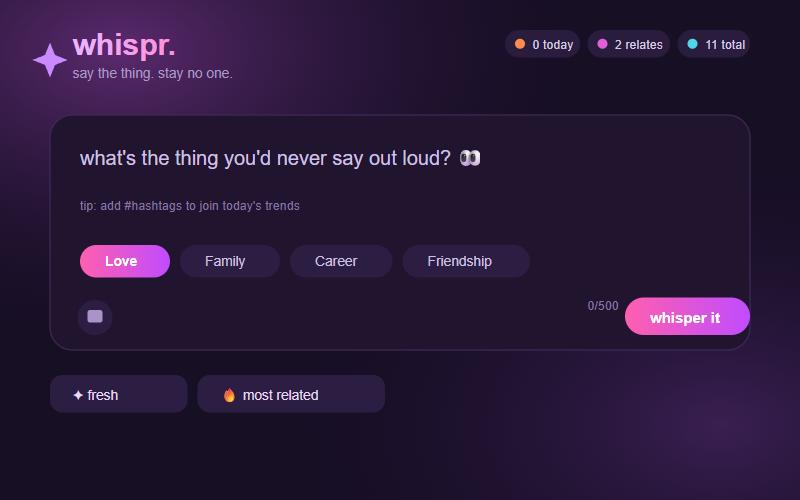 whispr.
say the thing. stay no one.
0 today
2 relates
11 total
what's the thing you'd never say out loud? 👀
tip: add #hashtags to join today's trends
Love
Family
Career
Friendship
0/500
whisper it
✦ fresh
🔥 most related